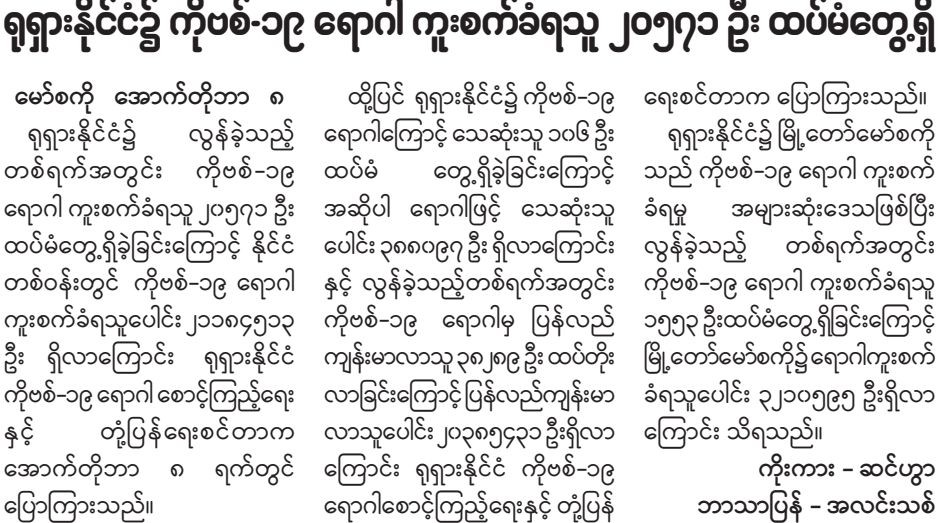 ရုရှားနိုင်ငံ၌ ကိုဗစ်-၁၉ ရောဂါ ကူးစက်ခံရသူ ၂၀၅၇၁ ဦး ထပ်မံတွေ့ရှိ
မော်စကို အောက်တိုဘာ ၈
ရုရှားနိုင်ငံ၌ လွန်ခဲ့သည့်
တစ်ရက်အတွင်း ကိုဗစ်-၁၉
ရောဂါ ကူးစက်ခံရသူ ၂၀၅၇၁ ဦး
ထပ်မံတွေ့ရှိခဲ့ခြင်းကြောင့် နိုင်ငံ
တစ်ဝန်းတွင် ကိုဗစ်-၁၉ ရောဂါ
ကူးစက်ခံရသူပေါင်း ၂၁၁၈၄၅၁၃
ဦး ရှိလာကြောင်း ရုရှားနိုင်ငံ
ကိုဗစ်-၁၉ ရောဂါ စောင့်ကြည့်ရေး
နှင့် တုံ့ပြန်ရေးစင်တာက
အောက်တိုဘာ ၈ ရက်တွင်
ပြောကြားသည်။
ထို့ပြင် ရုရှားနိုင်ငံ၌ ကိုဗစ်-၁၉
ရောဂါကြောင့် သေဆုံးသူ ၁၀၆ ဦး
ထပ်မံ တွေ့ရှိခဲ့ခြင်းကြောင့်
အဆိုပါ ရောဂါဖြင့် သေဆုံးသူ
ပေါင်း ၃၈၈၀၉၇ ဦး ရှိလာကြောင်း
နှင့် လွန်ခဲ့သည့်တစ်ရက်အတွင်း
ကိုဗစ်-၁၉ ရောဂါမှ ပြန်လည်
ကျန်းမာလာသူ ၃၈၂၈၉ ဦး ထပ်တိုး
လာခြင်းကြောင့် ပြန်လည်ကျန်းမာ
လာသူပေါင်း ၂၀၃၈၅၄၃၁ ဦးရှိလာ
ကြောင်း ရုရှားနိုင်ငံ ကိုဗစ်-၁၉
ရောဂါစောင့်ကြည့်ရေးနှင့် တုံ့ပြန်
ရေးစင်တာက ပြောကြားသည်။
ရုရှားနိုင်ငံ၌ မြို့တော်မော်စကို
သည် ကိုဗစ်-၁၉ ရောဂါ ကူးစက်
ခံရမှု အများဆုံးဒေသဖြစ်ပြီး
လွန်ခဲ့သည့် တစ်ရက်အတွင်း
ကိုဗစ်-၁၉ ရောဂါ ကူးစက်ခံရသူ
၁၅၅၃ ဦးထပ်မံတွေ့ရှိခြင်းကြောင့်
မြို့တော်မော်စကို၌ ရောဂါကူးစက်
ခံရသူပေါင်း ၃၂၁၀၅၉၅ ဦးရှိလာ
ကြောင်း သိရသည်။
ကိုးကား - ဆင်ဟွာ
ဘာသာပြန် - အလင်းသစ်